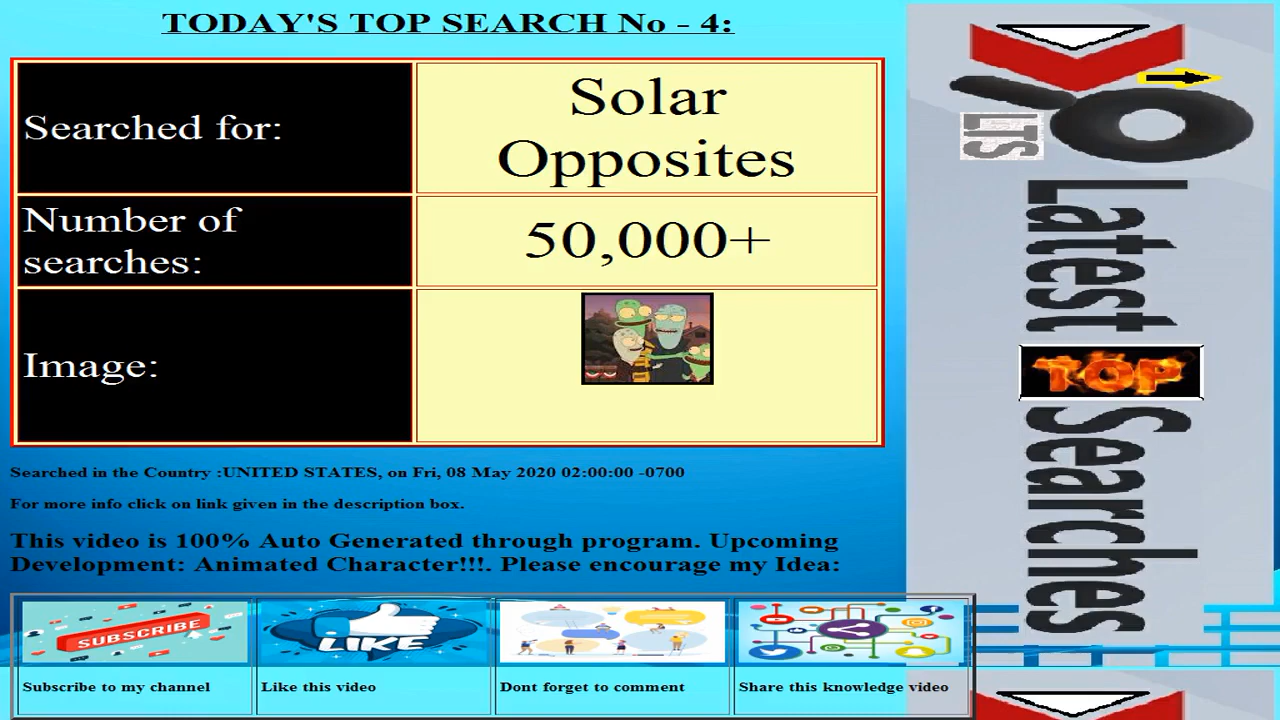 TODAY'S TOP SEARCH No - 4:
Searched for:
Solar
Opposites
Number of
searches:
50,000+
Image:
Searched in the Country :UNITED STATES, on Fri, 08 May 2020 02:00:00 -0700
For more info click on link given in the description box.
This video is 100% Auto Generated through program. Upcoming
Development: Animated Character!!!. Please encourage my Idea:
SUBSCRIBE
LIKE
Subscribe to my channel
Like this video
Dont forget to comment
Share this knowledge video
LTS
Latest
TOP
Searches